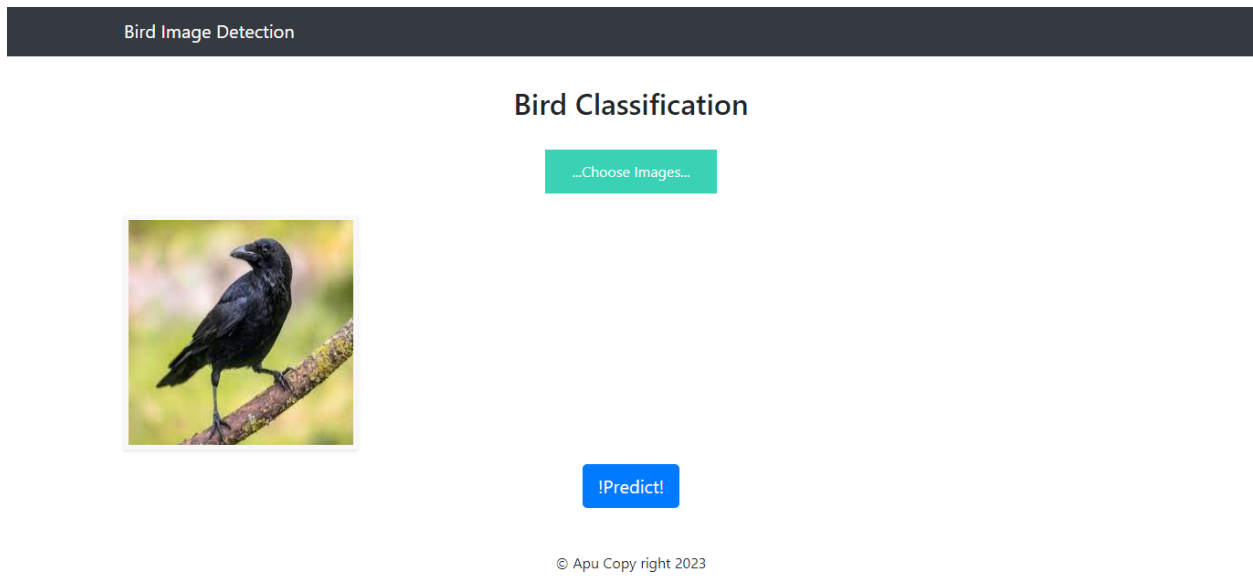 Bird Image Detection
Bird Classification
...Choose Images...
!Predict!
© Apu Copy right 2023